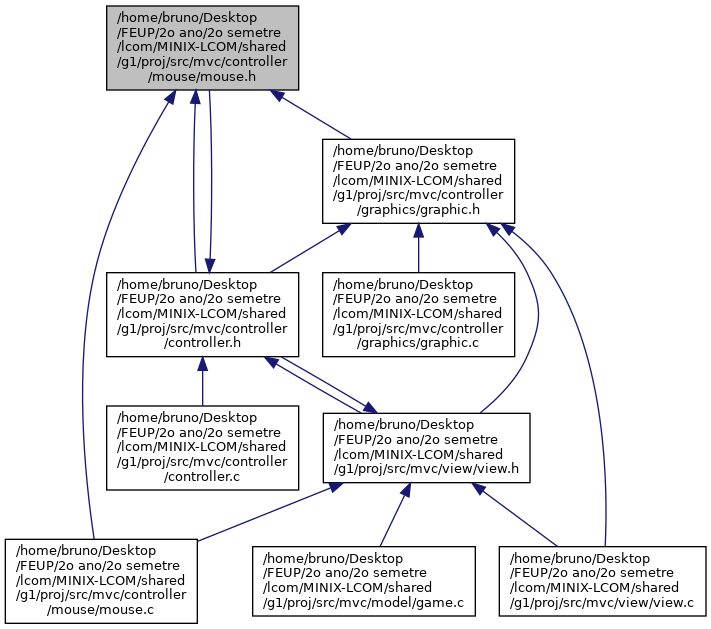 /home/bruno/Desktop
/FEUP/2o ano/2o semetre
/lcom/MINIX-LCOM/shared
/g1/proj/src/mvc/controller
/mouse/mouse.h
/home/bruno/Desktop
/FEUP/2o ano/2o semetre
/lcom/MINIX-LCOM/shared
/g1/proj/src/mvc/controller
/graphics/graphic.h
/home/bruno/Desktop
/FEUP/2o ano/2o semetre
/lcom/MINIX-LCOM/shared
/g1/proj/src/mvc/controller
/controller.h
/home/bruno/Desktop
/FEUP/2o ano/2o semetre
/lcom/MINIX-LCOM/shared
/g1/proj/src/mvc/controller
/graphics/graphic.c
/home/bruno/Desktop
/FEUP/2o ano/2o semetre
/lcom/MINIX-LCOM/shared
/g1/proj/src/mvc/controller
/controller.c
/home/bruno/Desktop
/FEUP/2o ano/2o semetre
/lcom/MINIX-LCOM/shared
/g1/proj/src/mvc/view/view.h
/home/bruno/Desktop
/FEUP/2o ano/2o semetre
/lcom/MINIX-LCOM/shared
/g1/proj/src/mvc/controller
/mouse/mouse.c
/home/bruno/Desktop
/FEUP/2o ano/2o semetre
/lcom/MINIX-LCOM/shared
/g1/proj/src/mvc/model/game.c
/home/bruno/Desktop
/FEUP/2o ano/2o semetre
/lcom/MINIX-LCOM/shared
/g1/proj/src/mvc/view/view.c